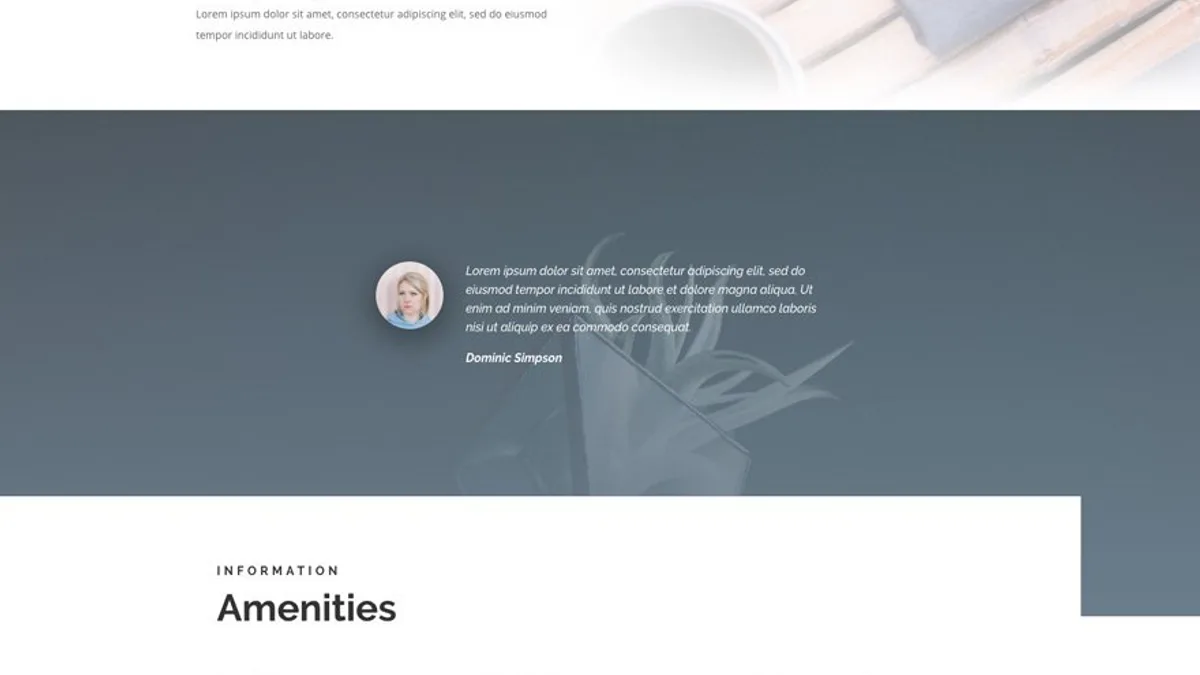 Lorem ipsum dolor sit amet, consectetur adipiscing elit, sed do eiusmod
tempor incididunt ut labore.
Lorem ipsum dolor sit amet, consectetur adipiscing elit, sed do
eiusmod tempor incididunt ut labore et dolore magna aliqua. Ut
enim ad minim veniam, quis nostrud exercitation ullamco laboris
nisi ut aliquip ex ea commodo consequat.
Dominic Simpson
INFORMATION
Amenities